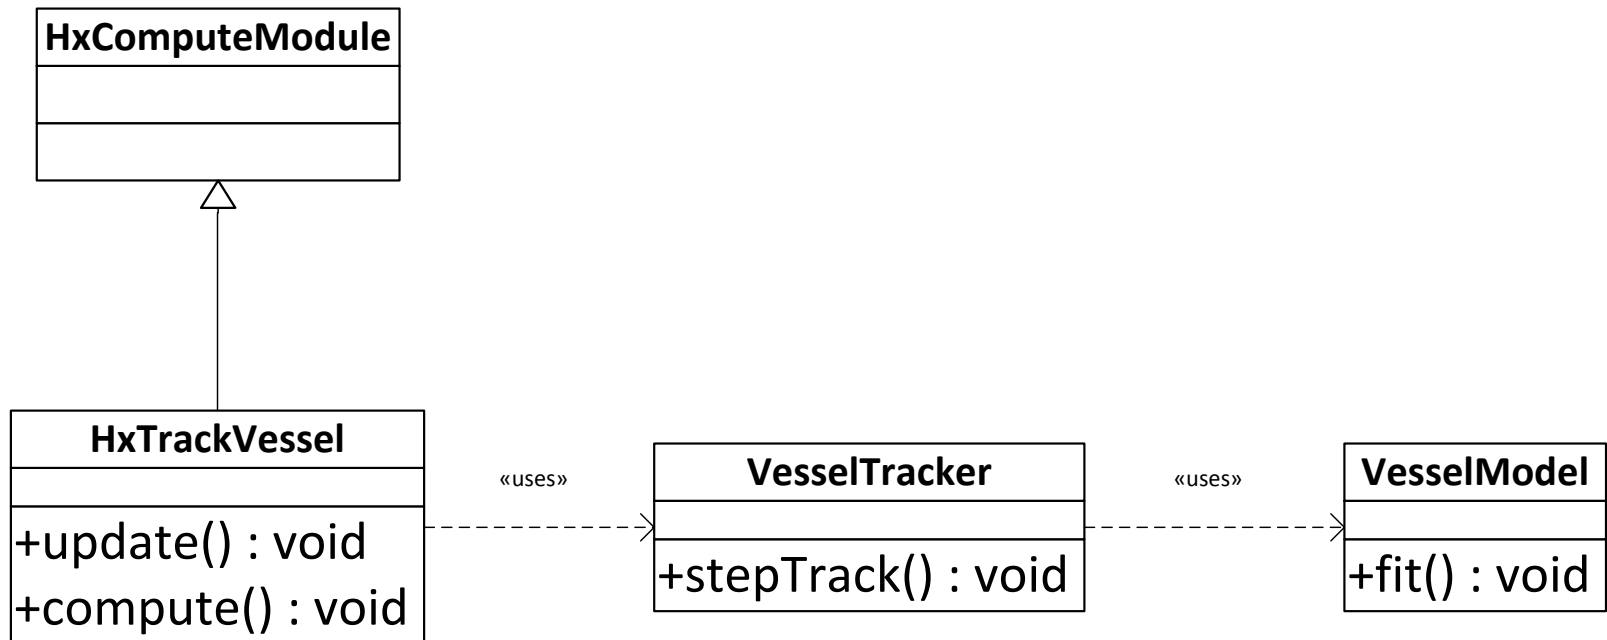 HxComputeModule
HxTrackVessel
+update() : void
+compute() : void
«uses»
VesselTracker
+stepTrack() : void
«uses»
VesselModel
+fit() : void